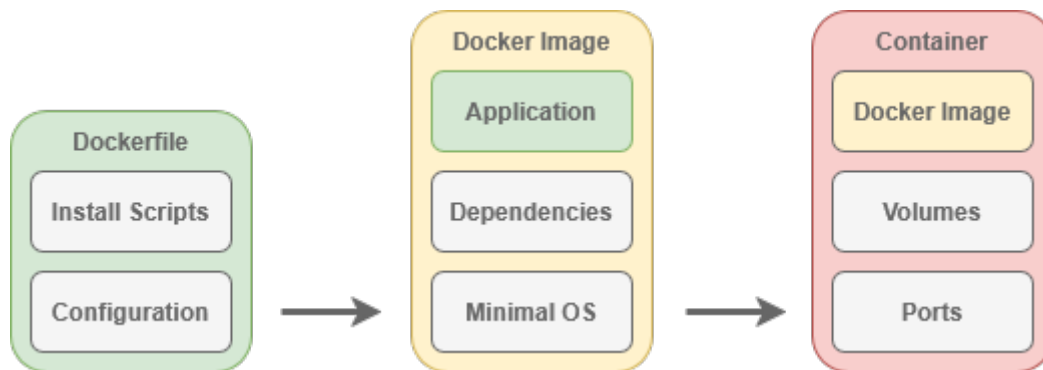 Dockerfile
Install Scripts
Configuration
Docker Image
Application
Dependencies
Minimal OS
Container
Docker Image
Volumes
Ports